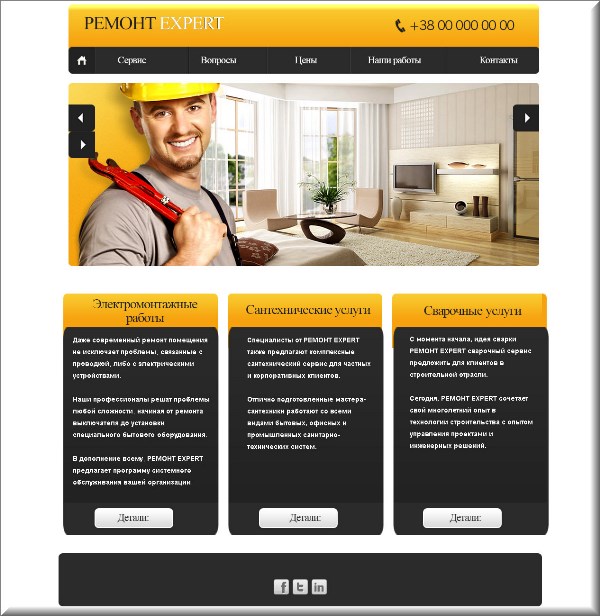 РЕМОНТ EXPERT
+38 00 000 00 00
Сервис Вопросы Цены Наши работы Контакты
Электромонтажные
работы
Даже современный ремонт помещения
не исключает проблемы, связанные с
проводкой, либо с электрическими
устройствами.
Наши профессионалы решат проблемы
любой сложности, начиная от ремонта
выключателя до установки
специального бытового оборудования.
В дополнение всему, РЕМОНТ EXPERT
предлагает программу системного
обслуживания вашей организации
Детали:
Сантехнические услуги
Специалисты от РЕМОНТ EXPERT
также предлагают комплексные
сантехнический сервис для частных
и корпоративных клиентов.
Отлично подготовленные мастера-
сантехники работают со всеми
видами бытовых, офисных и
промышленных санитарно-
технических систем.
Детали:
Сварочные услуги
С момента начала, идея сварки
РЕМОНТ EXPERT сварочный сервис
предложить для клиентов в
строительной отрасли.
Сегодня, РЕМОНТ EXPERT сочетает
свой многолетний опыт в
технологии строительства с опытом
управления проектами и
инженерных решений.
Детали:
f t in